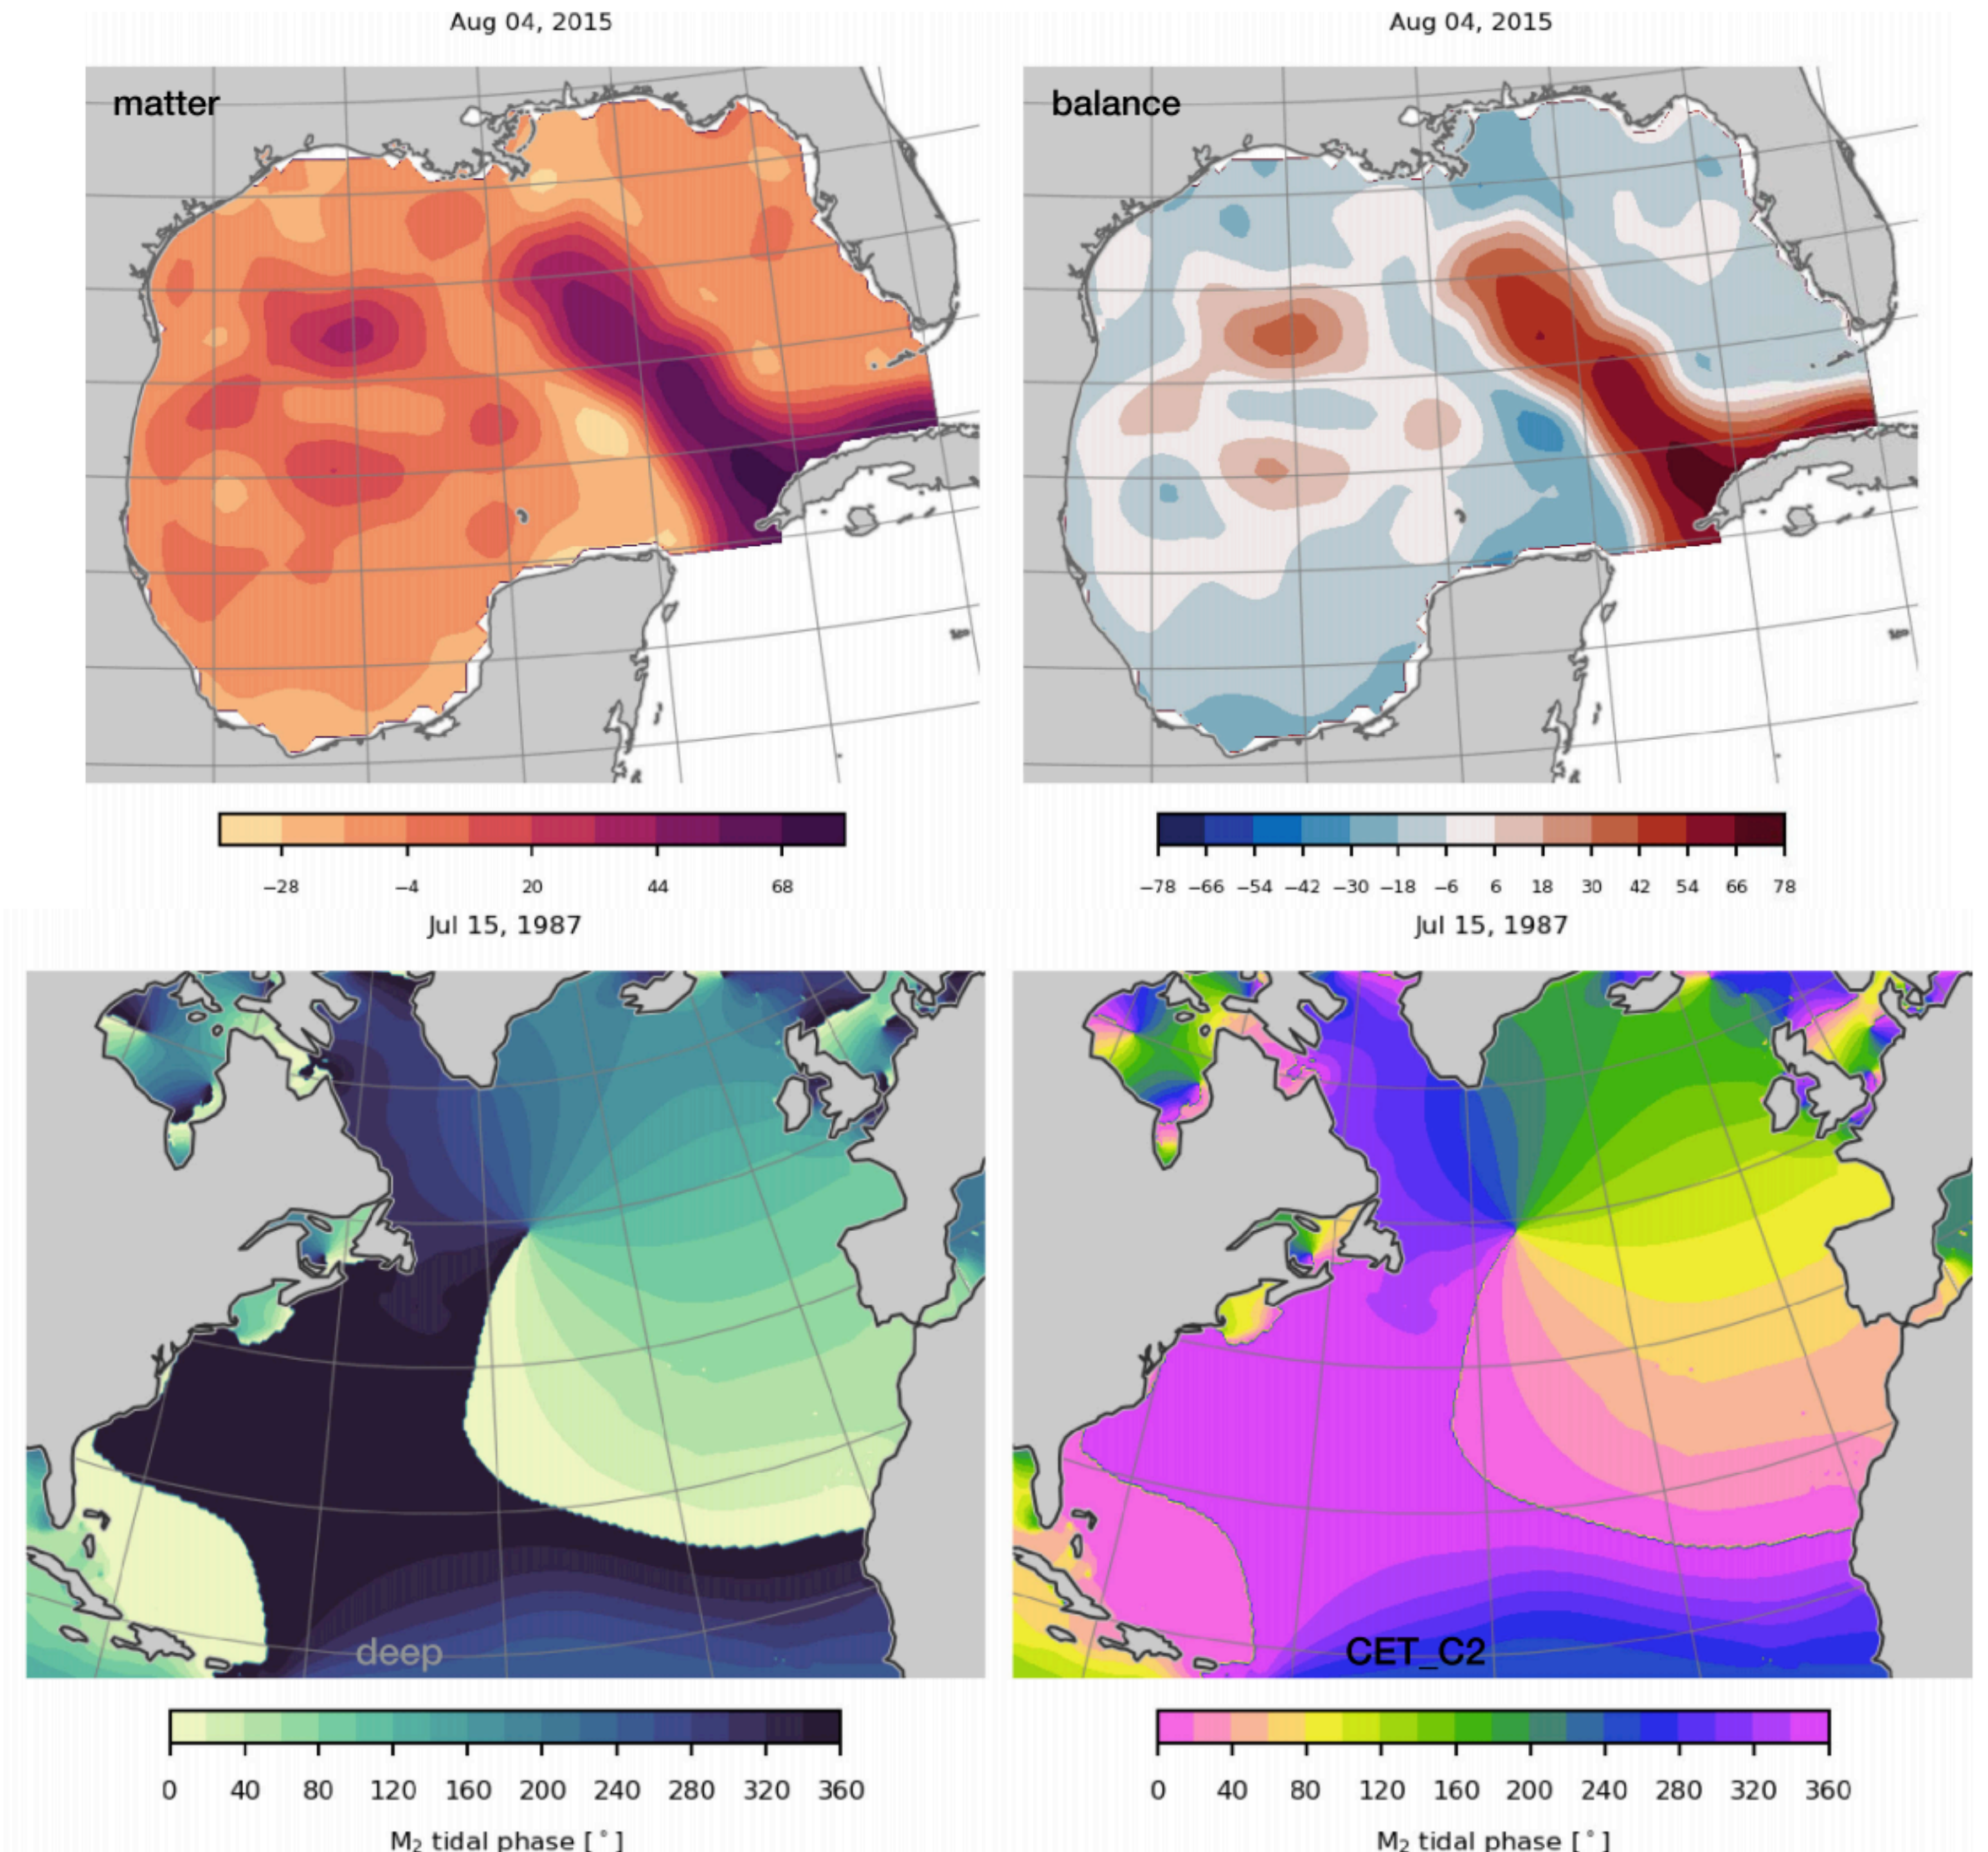 Aug 04, 2015
Aug 04, 2015
matter
balance
−28 −4 20 44 68
−78 −66 −54 −42 −30 −18 −6 6 18 30 42 54 66 78
Jul 15, 1987
Jul 15, 1987
deep
CET_C2
0 40 80 120 160 200 240 280 320 360
0 40 80 120 160 200 240 280 320 360
M₂ tidal phase [˚]
M₂ tidal phase [˚]